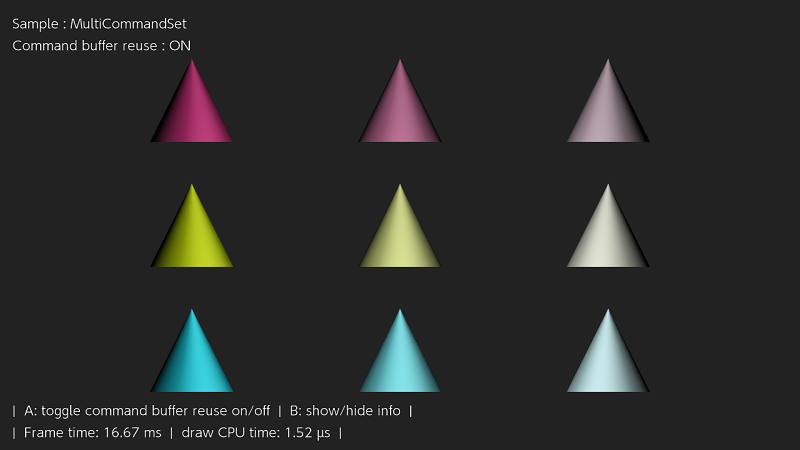 Sample : MultiCommandSet
Command buffer reuse : ON
| A: toggle command buffer reuse on/off | B: show/hide info |
| Frame time: 16.67 ms | draw CPU time: 1.52 μs |